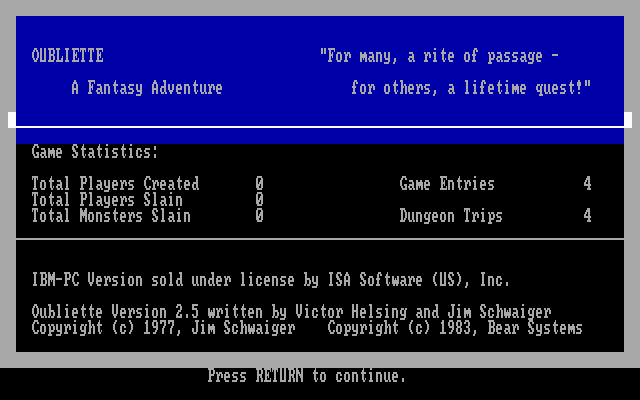 OUBLIETTE "For many, a rite of passage -
A Fantasy Adventure for others, a lifetime quest!"
Game Statistics:
Total Players Created 0 Game Entries 4
Total Players Slain 0
Total Monsters Slain 0 Dungeon Trips 4
IBM-PC Version sold under license by ISA Software (US), Inc.
Oubliette Version 2.5 written by Victor Helsing and Jim Schwaiger
Copyright (c) 1977, Jim Schwaiger Copyright (c) 1983, Bear Systems
Press RETURN to continue.